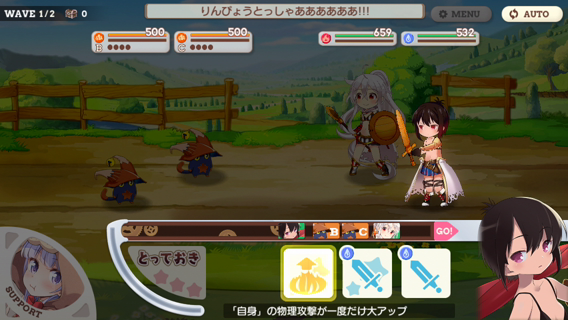 WAVE 1/2
0
りんぴょうとっしゃああああああ!!!
MENU
AUTO
500
B
500
C
659
532
B
C
GO!
とっておき
SUPPORT
「自身」の物理攻撃が一度だけ大アップ